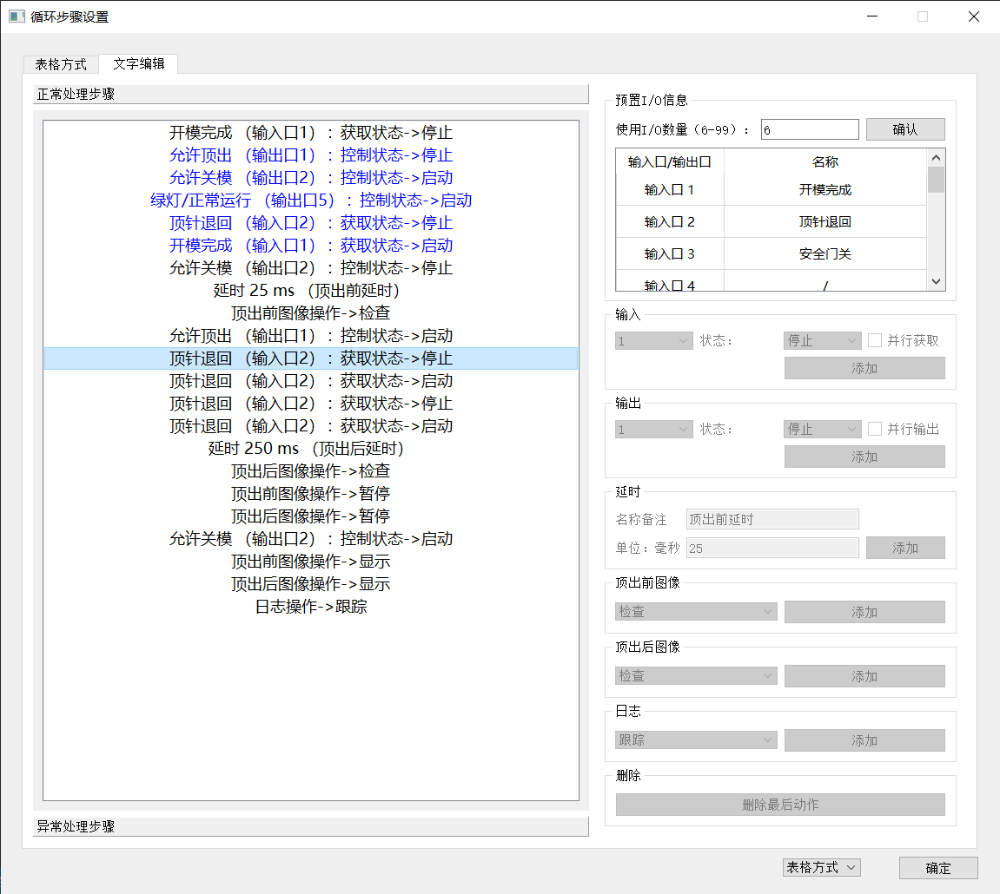 循环步骤设置
表格方式
文字编辑
正常处理步骤
开模完成 （输入口1）：获取状态->停止
允许顶出 （输出口1）：控制状态->停止
允许关模 （输出口2）：控制状态->启动
绿灯/正常运行 （输出口5）：控制状态->启动
顶针退回 （输入口2）：获取状态->停止
开模完成 （输入口1）：获取状态->启动
允许关模 （输出口2）：控制状态->停止
延时 25 ms （顶出前延时）
顶出前图像操作->检查
允许顶出 （输出口1）：控制状态->启动
顶针退回 （输入口2）：获取状态->停止
顶针退回 （输入口2）：获取状态->启动
顶针退回 （输入口2）：获取状态->停止
顶针退回 （输入口2）：获取状态->启动
延时 250 ms （顶出后延时）
顶出后图像操作->检查
顶出前图像操作->暂停
顶出后图像操作->暂停
允许关模 （输出口2）：控制状态->启动
顶出前图像操作->显示
顶出后图像操作->显示
日志操作->跟踪
异常处理步骤
预置I/O信息
使用I/O数量（6-99）： 6 确认
输入口/输出口 名称
输入口 1 开模完成
输入口 2 顶针退回
输入口 3 安全门关
输入口 4 /
输入
1 状态： 停止 并行获取
添加
输出
1 状态： 停止 并行输出
添加
延时
名称备注 顶出前延时
单位：毫秒 25 添加
顶出前图像
检查 添加
顶出后图像
检查 添加
日志
跟踪 添加
删除
删除最后动作
表格方式 确定